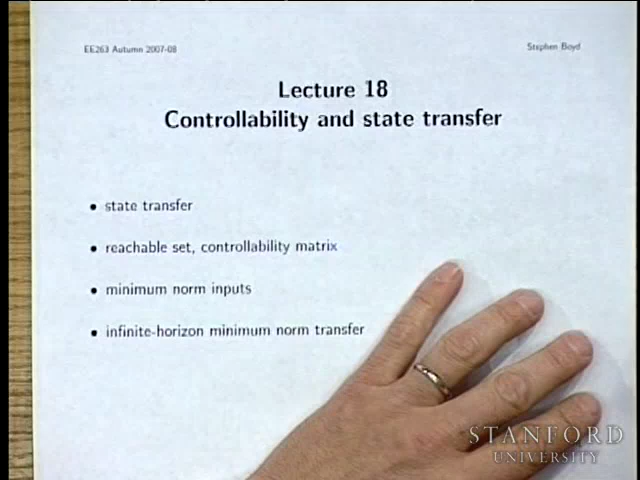 EE263 Autumn 2007-08
Stephen Boyd
Lecture 18
Controllability and state transfer
• state transfer
• reachable set, controllability matrix
• minimum norm inputs
• infinite-horizon minimum norm transfer
STANFORD
UNIVERSITY